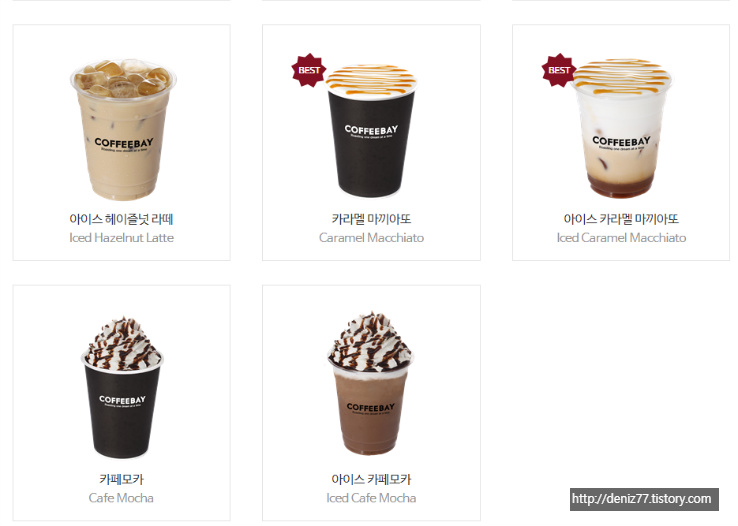 COFFEEBAY
아이스 헤이즐넛 라떼
Iced Hazelnut Latte
BEST
COFFEEBAY
카라멜 마끼아또
Caramel Macchiato
BEST
COFFEEBAY
아이스 카라멜 마끼아또
Iced Caramel Macchiato
COFFEEBAY
카페모카
Cafe Mocha
COFFEEBAY
아이스 카페모카
Iced Cafe Mocha
http://deniz77.tistory.com